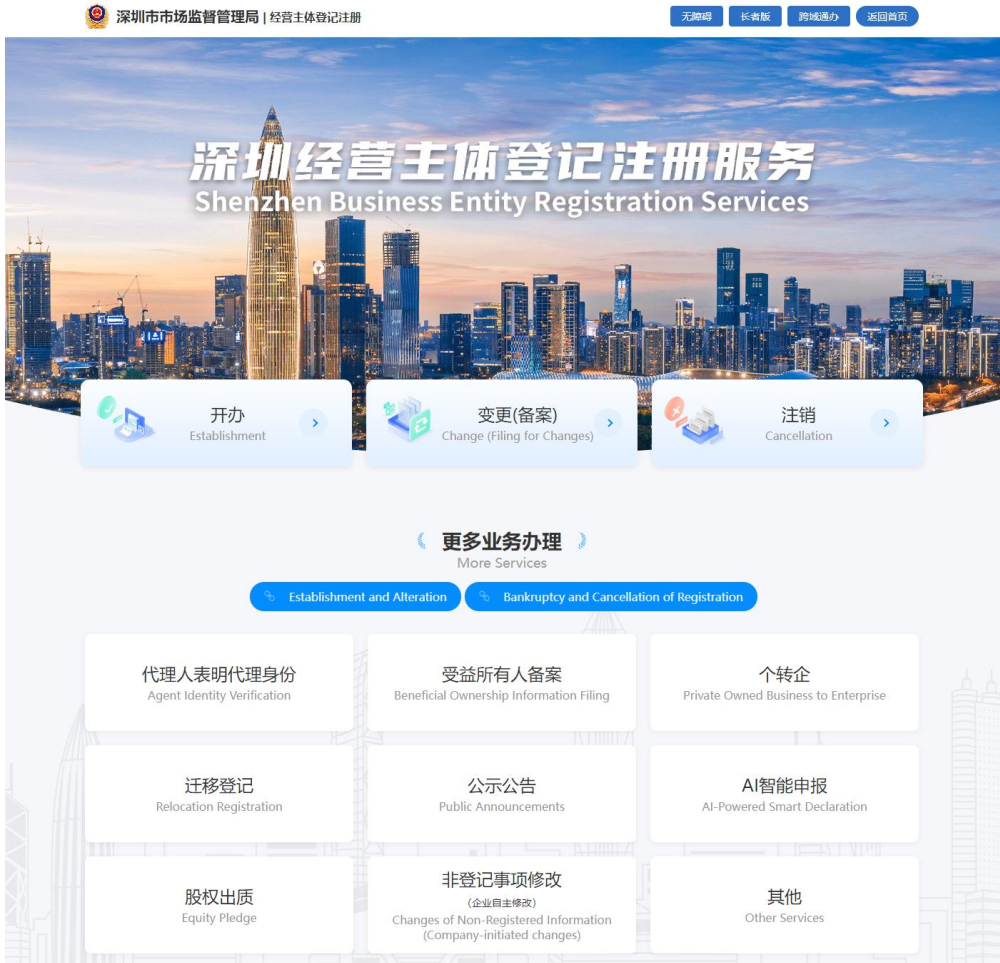 深圳市市场监督管理局 | 经营主体登记注册
无障碍
长者版
跨域通办
返回首页
深圳经营主体登记注册服务
Shenzhen Business Entity Registration Services
开办
Establishment
变更(备案)
Change (Filing for Changes)
注销
Cancellation
更多业务办理
More Services
Establishment and Alteration
Bankruptcy and Cancellation of Registration
代理人表明代理身份
Agent Identity Verification
受益所有人备案
Beneficial Ownership Information Filing
个转企
Private Owned Business to Enterprise
迁移登记
Relocation Registration
公示公告
Public Announcements
AI智能申报
AI-Powered Smart Declaration
股权出质
Equity Pledge
非登记事项修改
(企业自主修改)
Changes of Non-Registered Information
(Company-initiated changes)
其他
Other Services